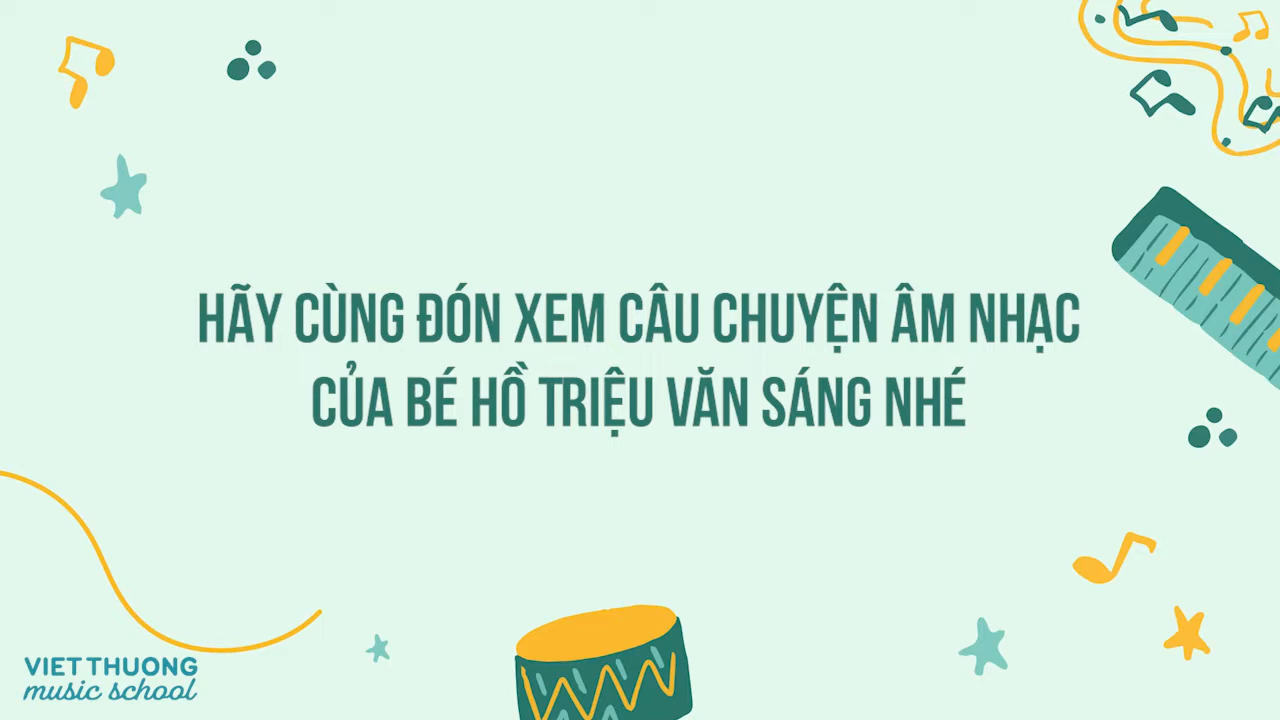 HÃY CÙNG ĐÓN XEM CÂU CHUYỆN ÂM NHẠC
CỦA BÉ HỒ TRIỆU VĂN SÁNG NHÉ
VIET THUONG
music school